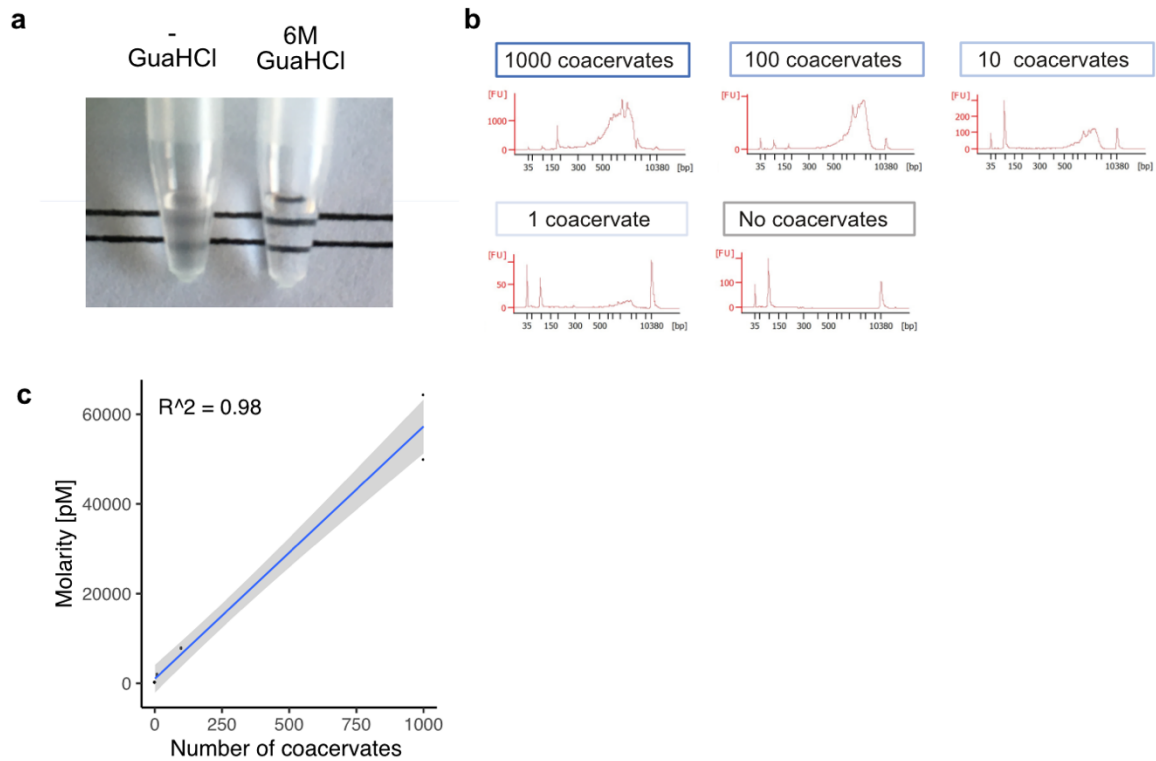 a
-
GuaHCl
6M
GuaHCl
b
1000 coacervates
100 coacervates
10 coacervates
[FU]
1000
0
35 150 300 500 10380 [bp]
[FU]
0
35 150 300 500 10380 [bp]
[FU]
300
200
100
0
35 150 300 500 10380 [bp]
1 coacervate
No coacervates
[FU]
50
0
35 150 300 500 10380 [bp]
[FU]
100
0
35 150 300 500 10380 [bp]
c
R^2 = 0.98
60000
40000
20000
0
Molarity [pM]
0 250 500 750 1000
Number of coacervates